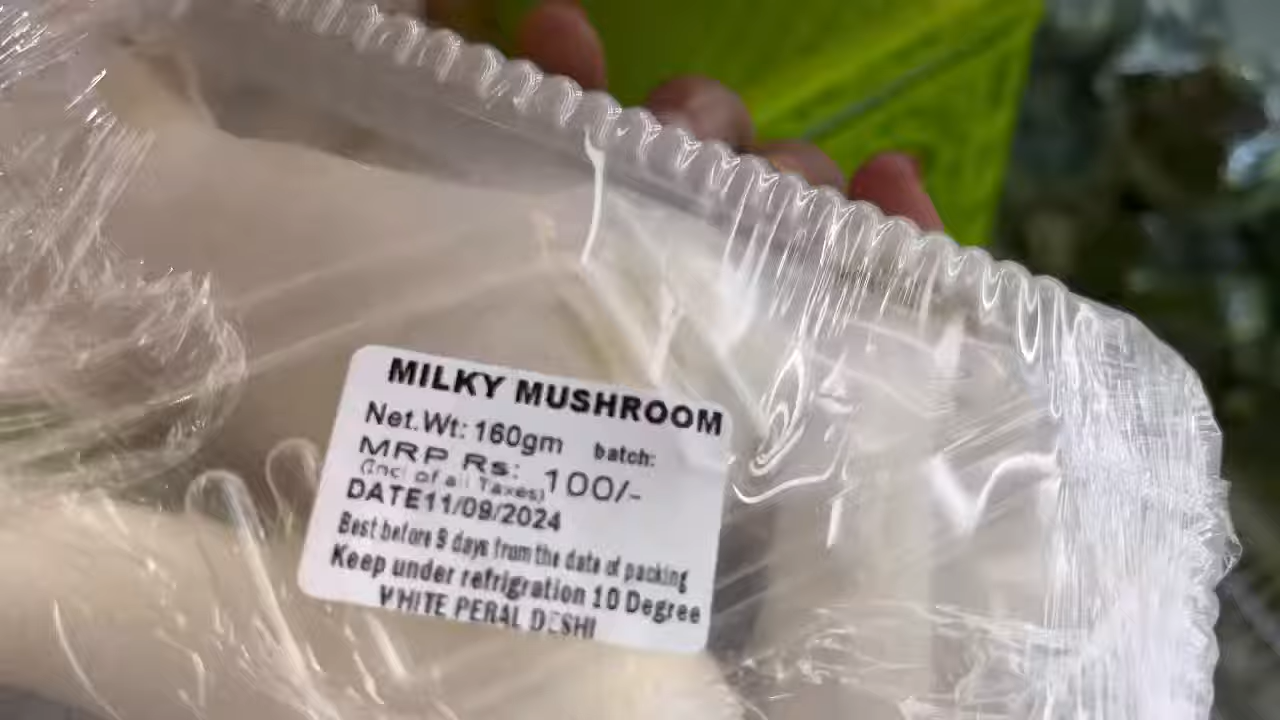 MILKY MUSHROOM
Net.Wt: 160gm batch:
MRP Rs: 100/-
(Incl of all Taxes)
DATE11/09/2024
Best before 9 days from the date of packing
Keep under refrigration 10 Degree
WHITE PERAL DESHI